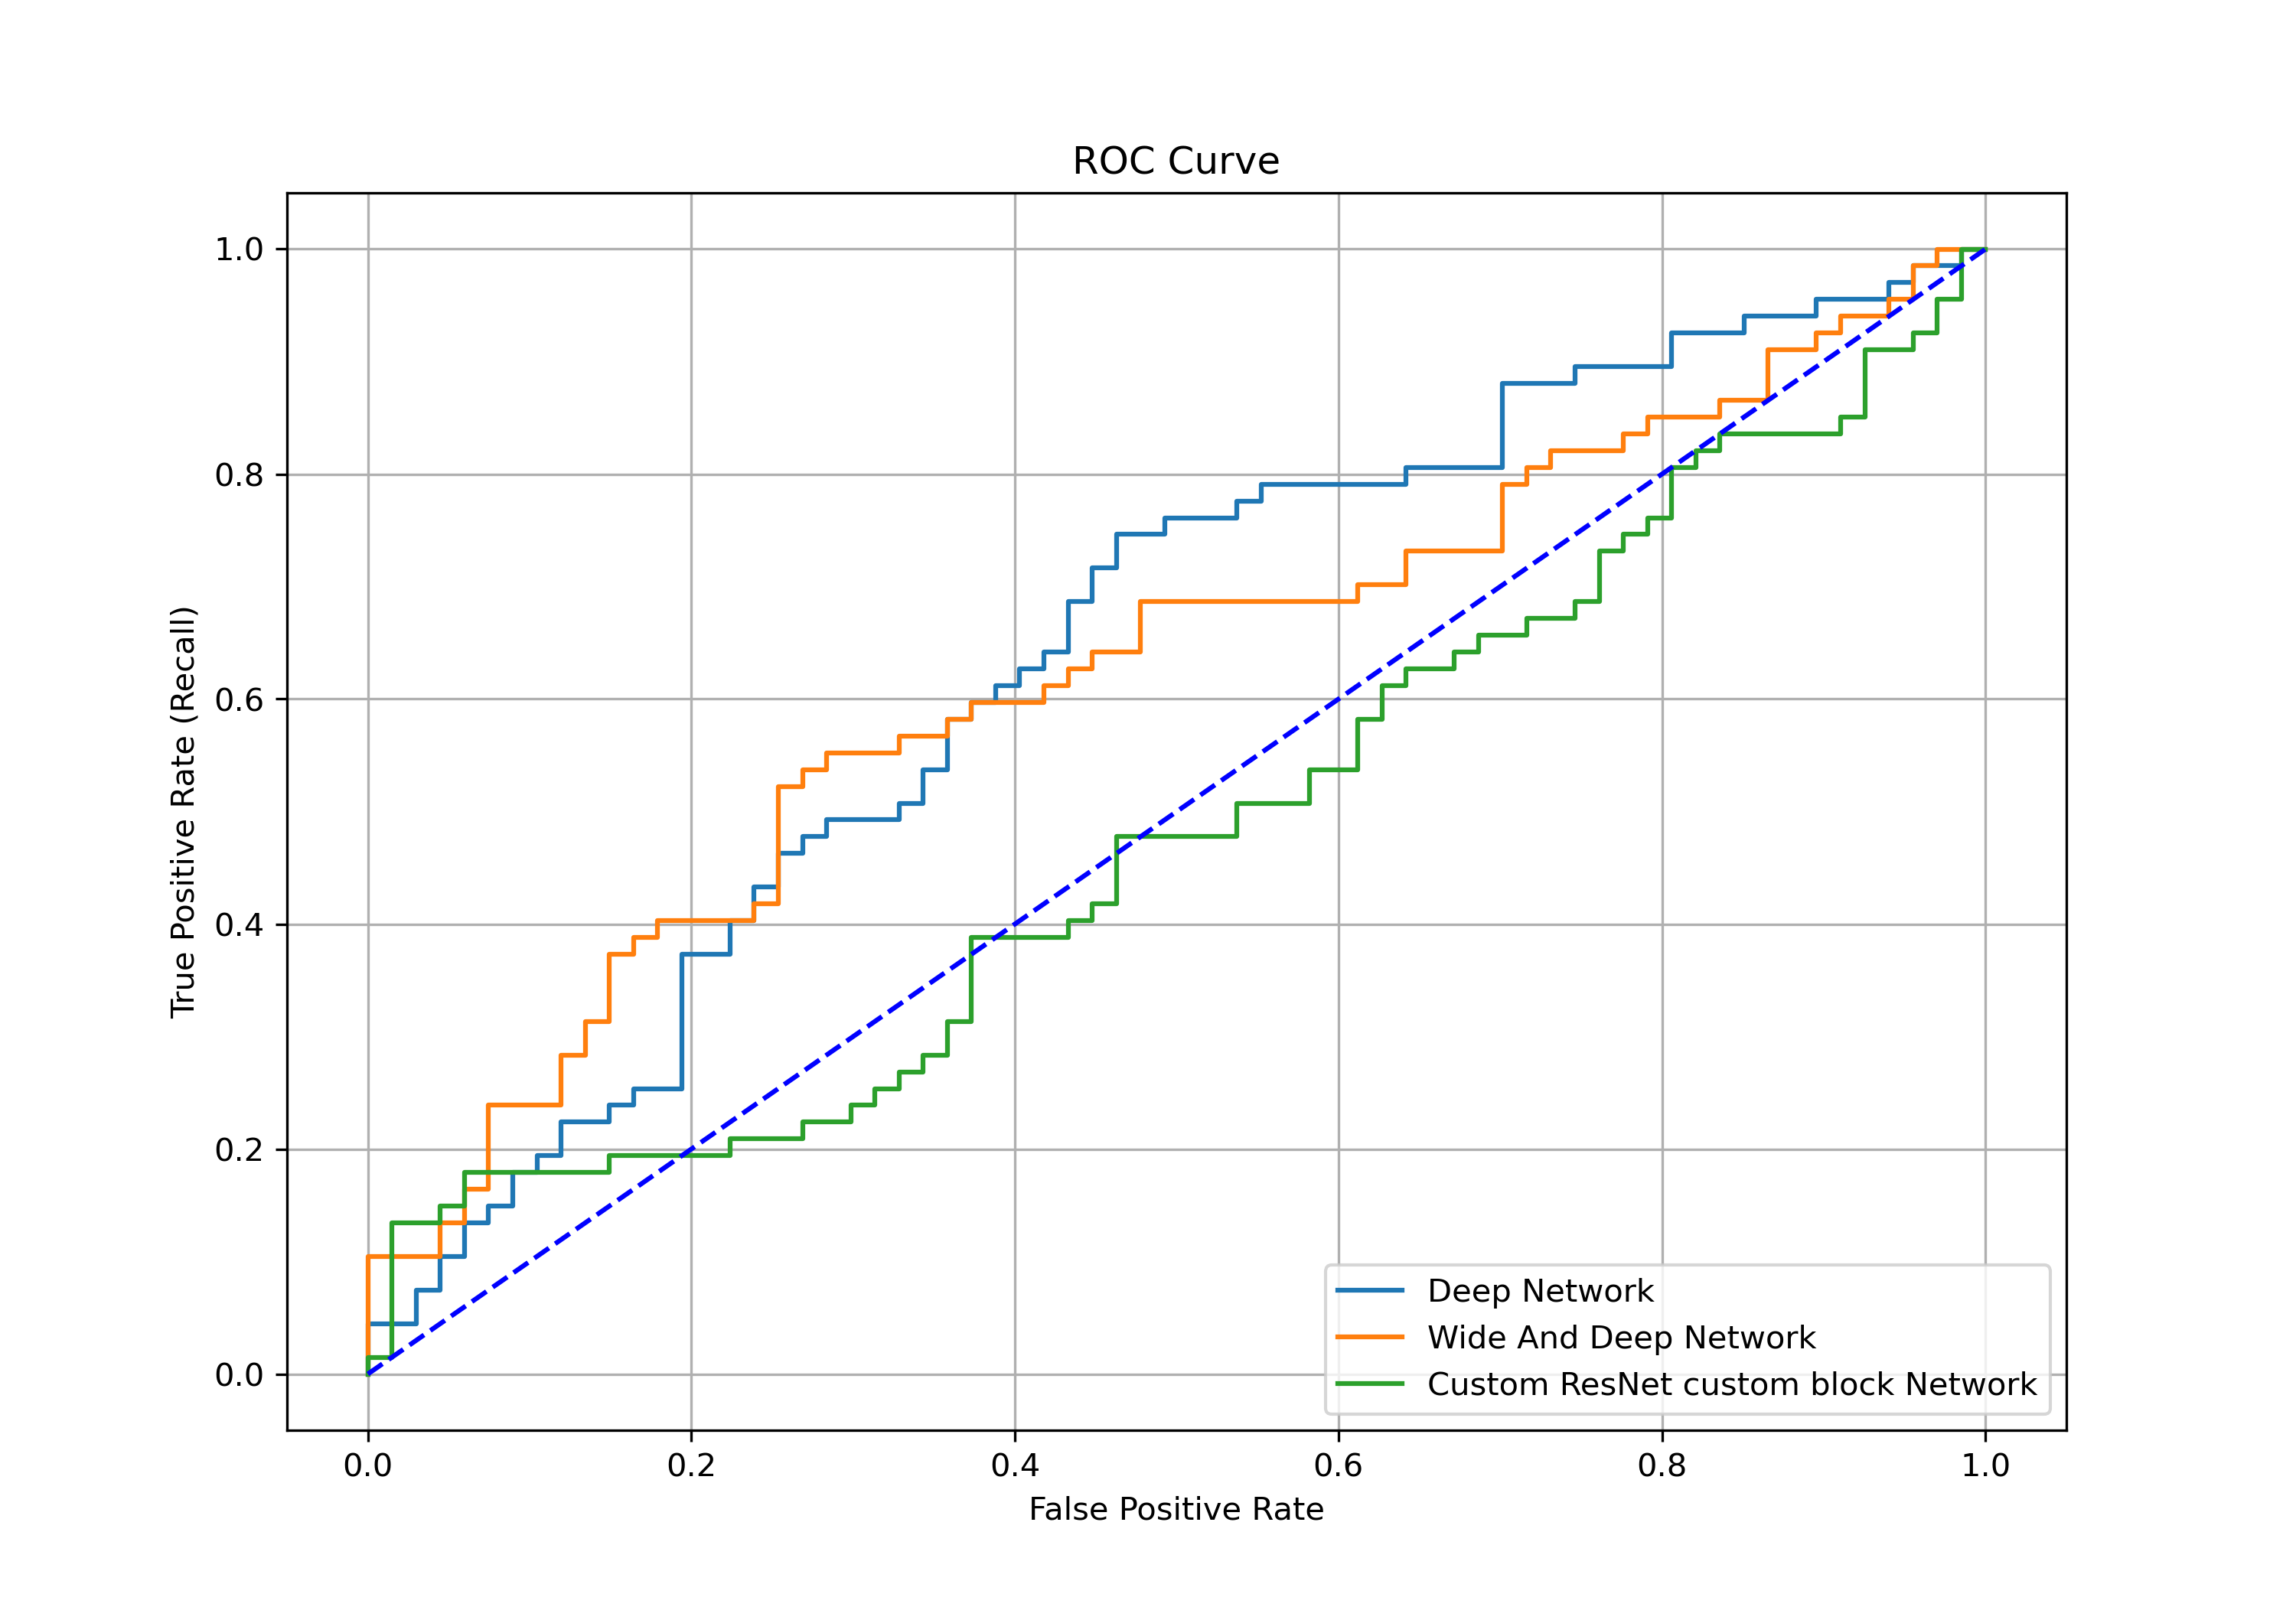 ROC Curve
True Positive Rate (Recall)
1.0
0.8
0.6
0.4
0.2
0.0
0.0 0.2 0.4 0.6 0.8 1.0
False Positive Rate
Deep Network
Wide And Deep Network
Custom ResNet custom block Network